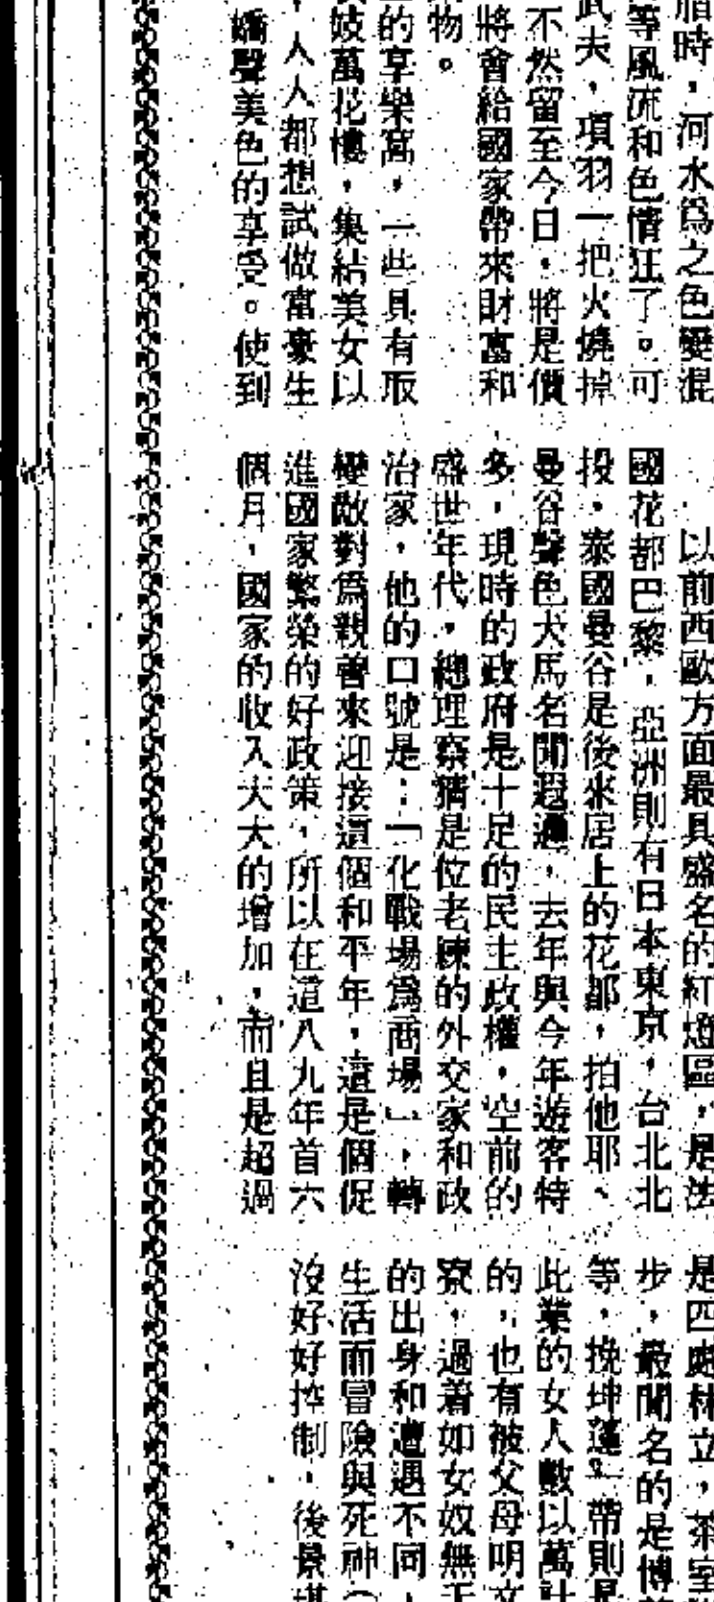 脂時，河水爲之色變混
等風流和色情狂了。可
武夫，項羽一把火燒掉
不然留至今日，將是價
將會給國家帶來財富和
物。
的享樂窩，一些具有取
妓萬花樓，集結美女以
，人人都想試做富豪生
嬌聲美色的享受。使到
以前西歐方面最具盛名的紅燈區，是法
國花都巴黎，亞洲則有日本東京，台北北
投，泰國曼谷是後來居上的花都，拍他耶、
曼谷聲色犬馬名聞遐邇，去年與今年遊客特
多，現時的政府是十足的民主政權，空前的
盛世年代，總理察猜是位老練的外交家和政
治家，他的口號是：「化戰場爲商場」，轉
變敵對爲親善來迎接這個和平年，這是個促
進國家繁榮的好政策，所以在這八九年首六
個月，國家的收入大大的增加，而且是超過
是四處林立，茶室
步，最聞名的是博
等，挽坤蓬一帶則是
此業的女人數以萬計
的，也有被父母明文
寮，過着如女奴無
的出身和遭遇不同，
生活而冒險與死神（
沒好好控制，後景堪